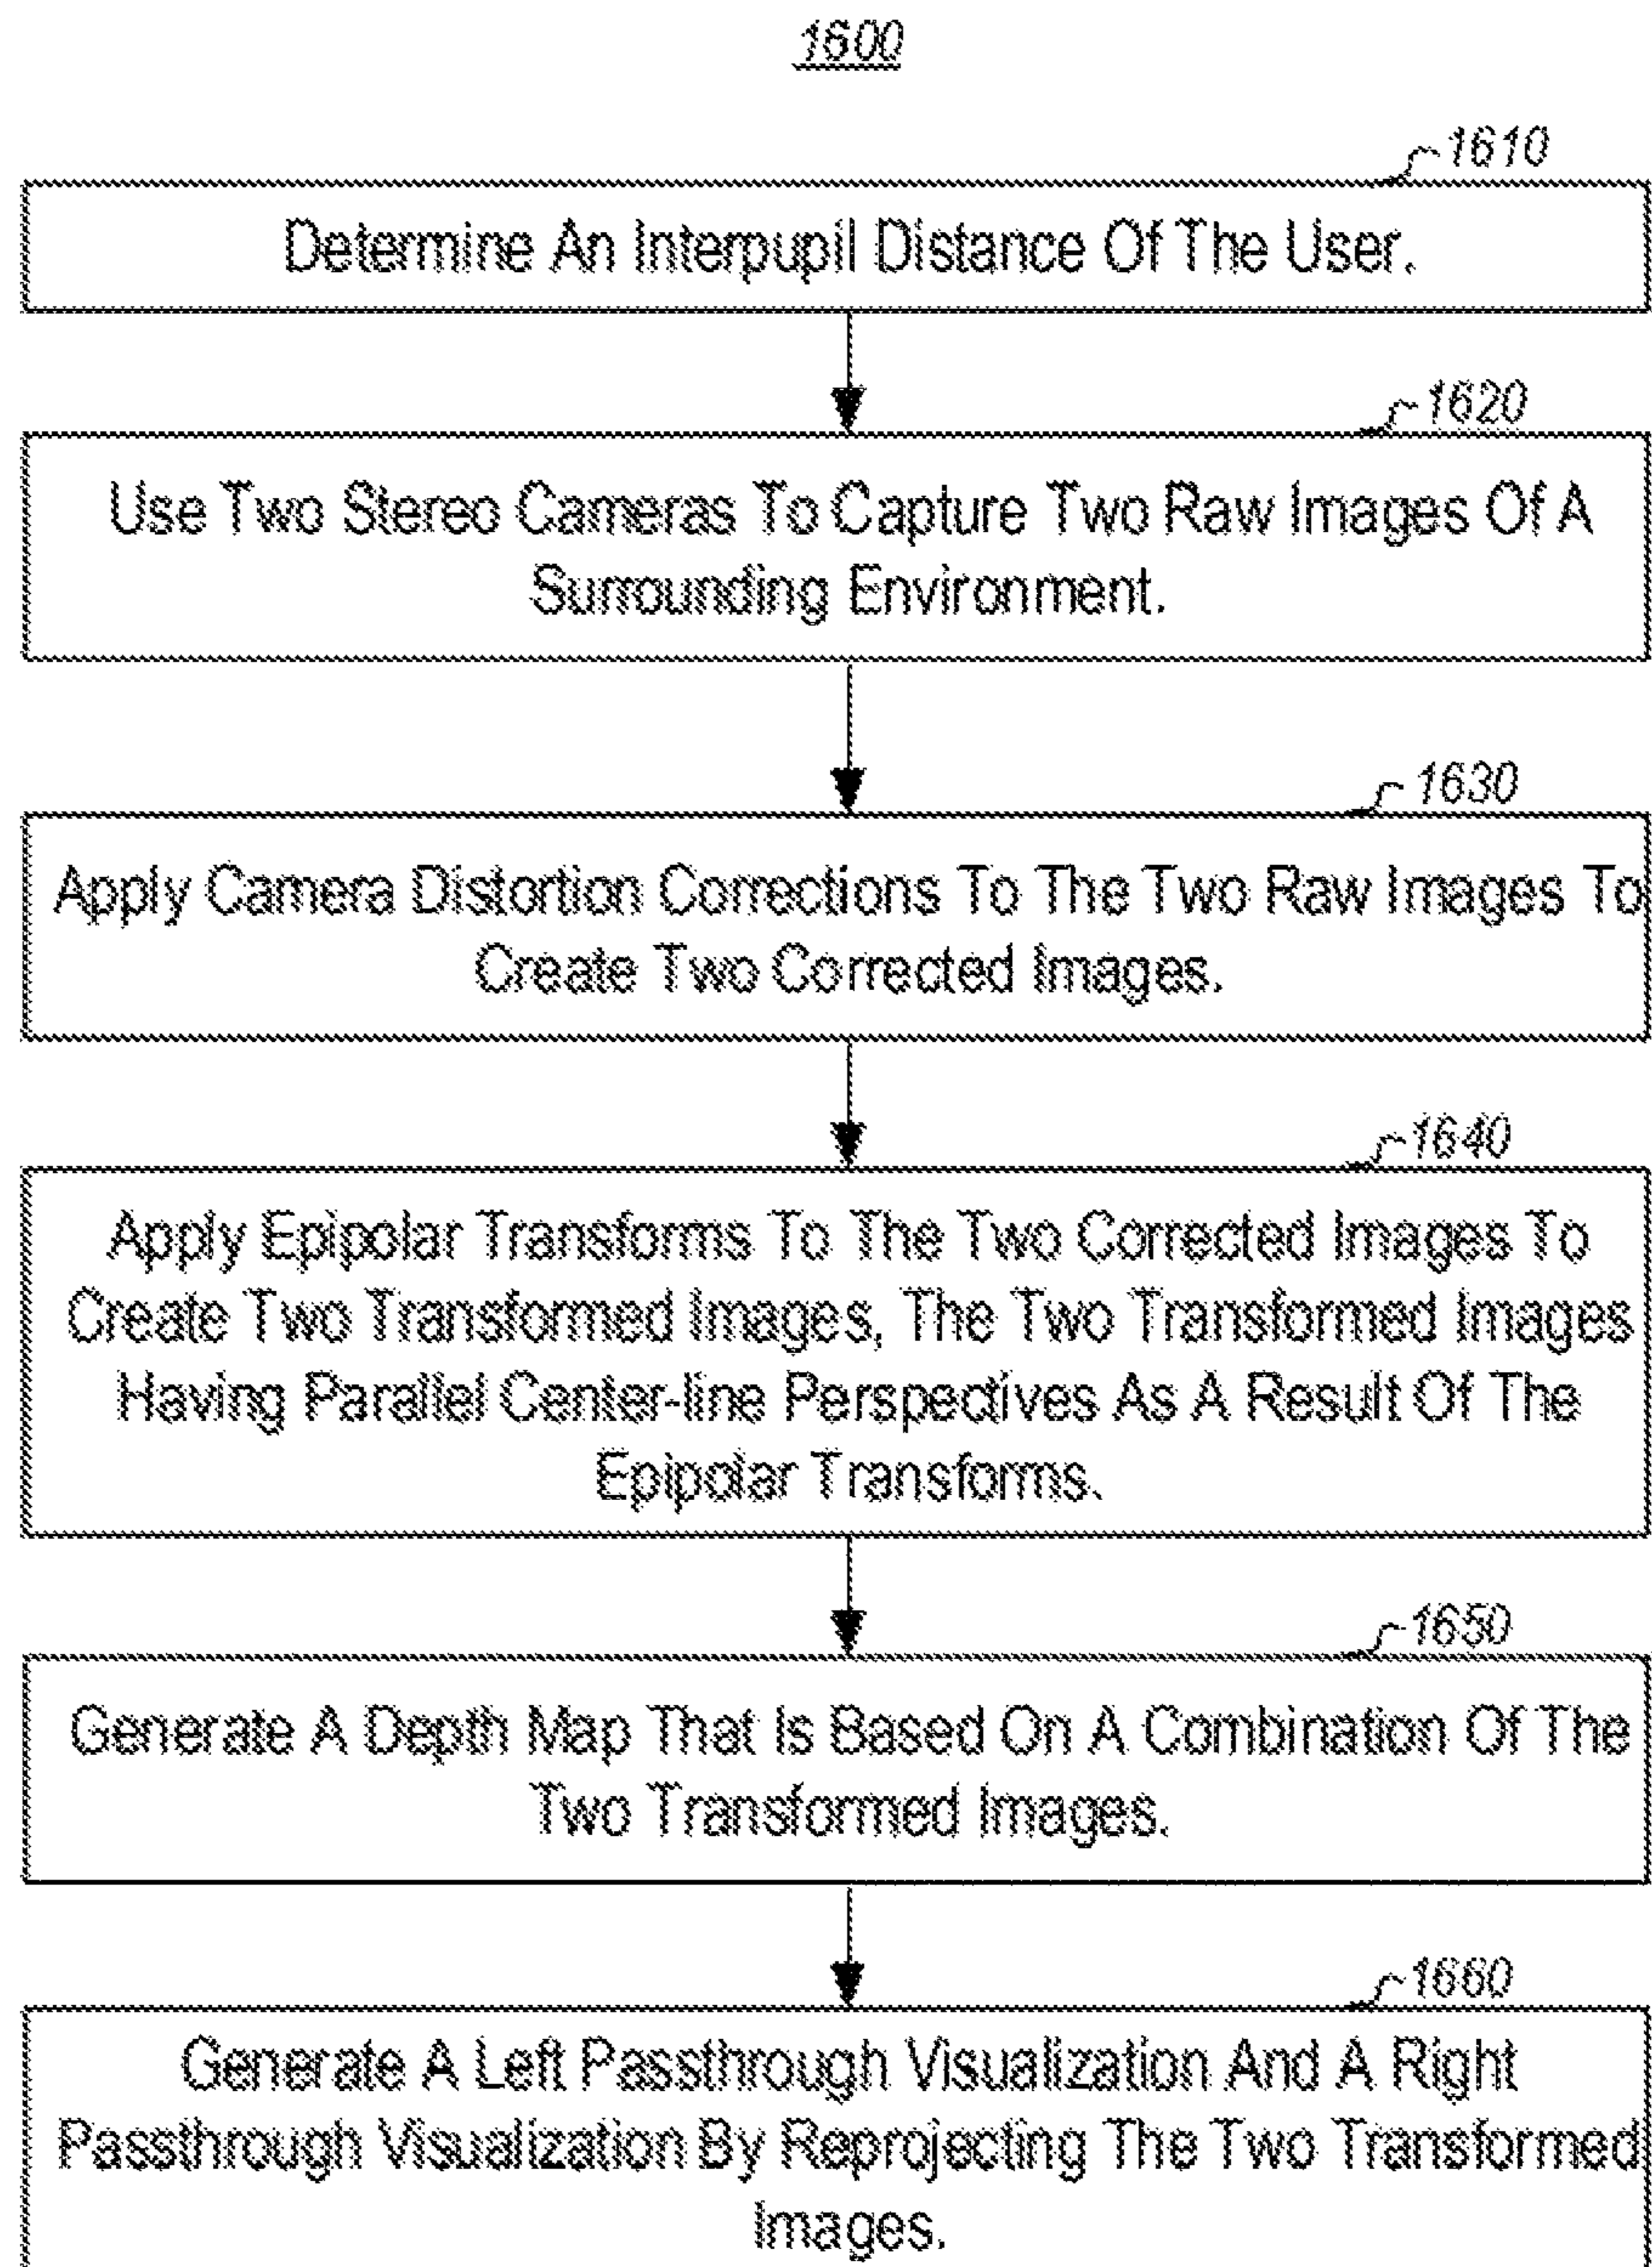 1600
1610
Determine An Interpupil Distance Of The User.
1620
Use Two Stereo Cameras To Capture Two Raw Images Of A
Surrounding Environment.
1630
Apply Camera Distortion Corrections To The Two Raw Images To
Create Two Corrected Images.
1640
Apply Epipolar Transforms To The Two Corrected Images To
Create Two Transformed Images, The Two Transformed Images
Having Parallel Center-line Perspectives As A Result Of The
Epipolar Transforms.
1650
Generate A Depth Map That Is Based On A Combination Of The
Two Transformed Images.
1660
Generate A Left Passthrough Visualization And A Right
Passthrough Visualization By Reprojecting The Two Transformed
Images.